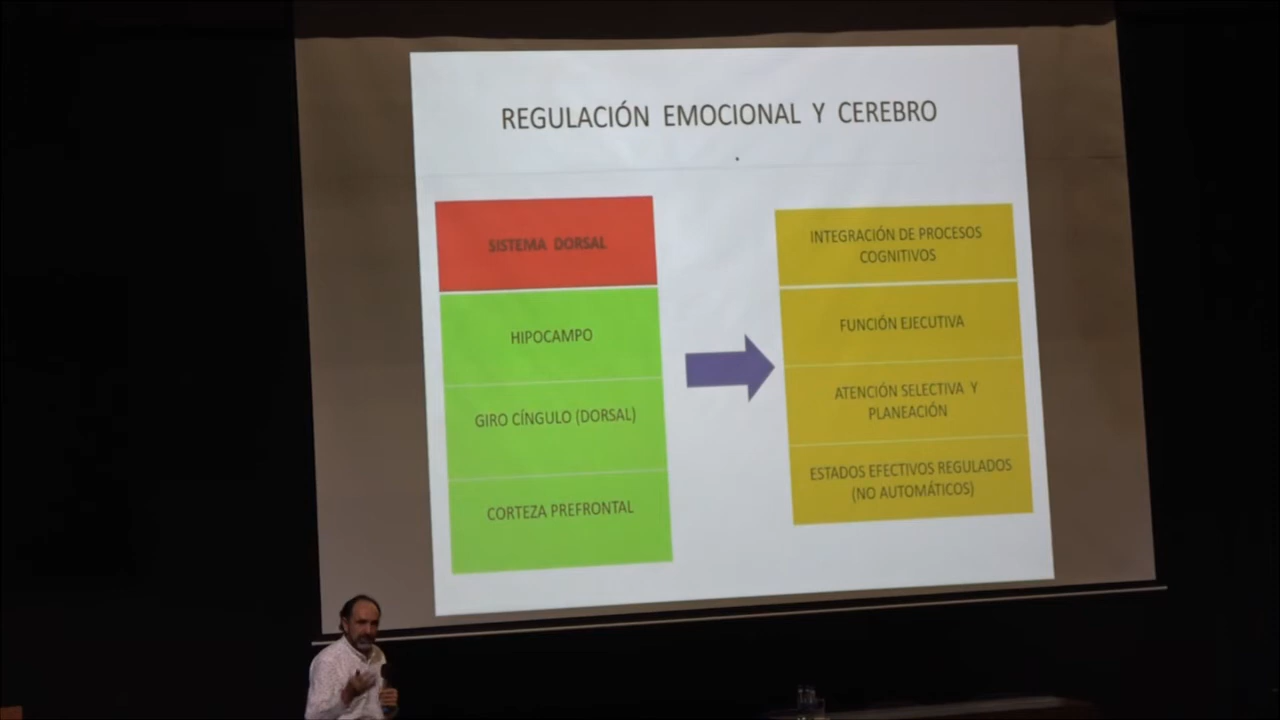 REGULACIÓN EMOCIONAL Y CEREBRO
SISTEMA DORSAL
HIPOCAMPO
GIRO CÍNGULO (DORSAL)
CORTEZA PREFRONTAL
INTEGRACIÓN DE PROCESOS
COGNITIVOS
FUNCIÓN EJECUTIVA
ATENCIÓN SELECTIVA Y
PLANEACIÓN
ESTADOS EFECTIVOS REGULADOS
(NO AUTOMÁTICOS)